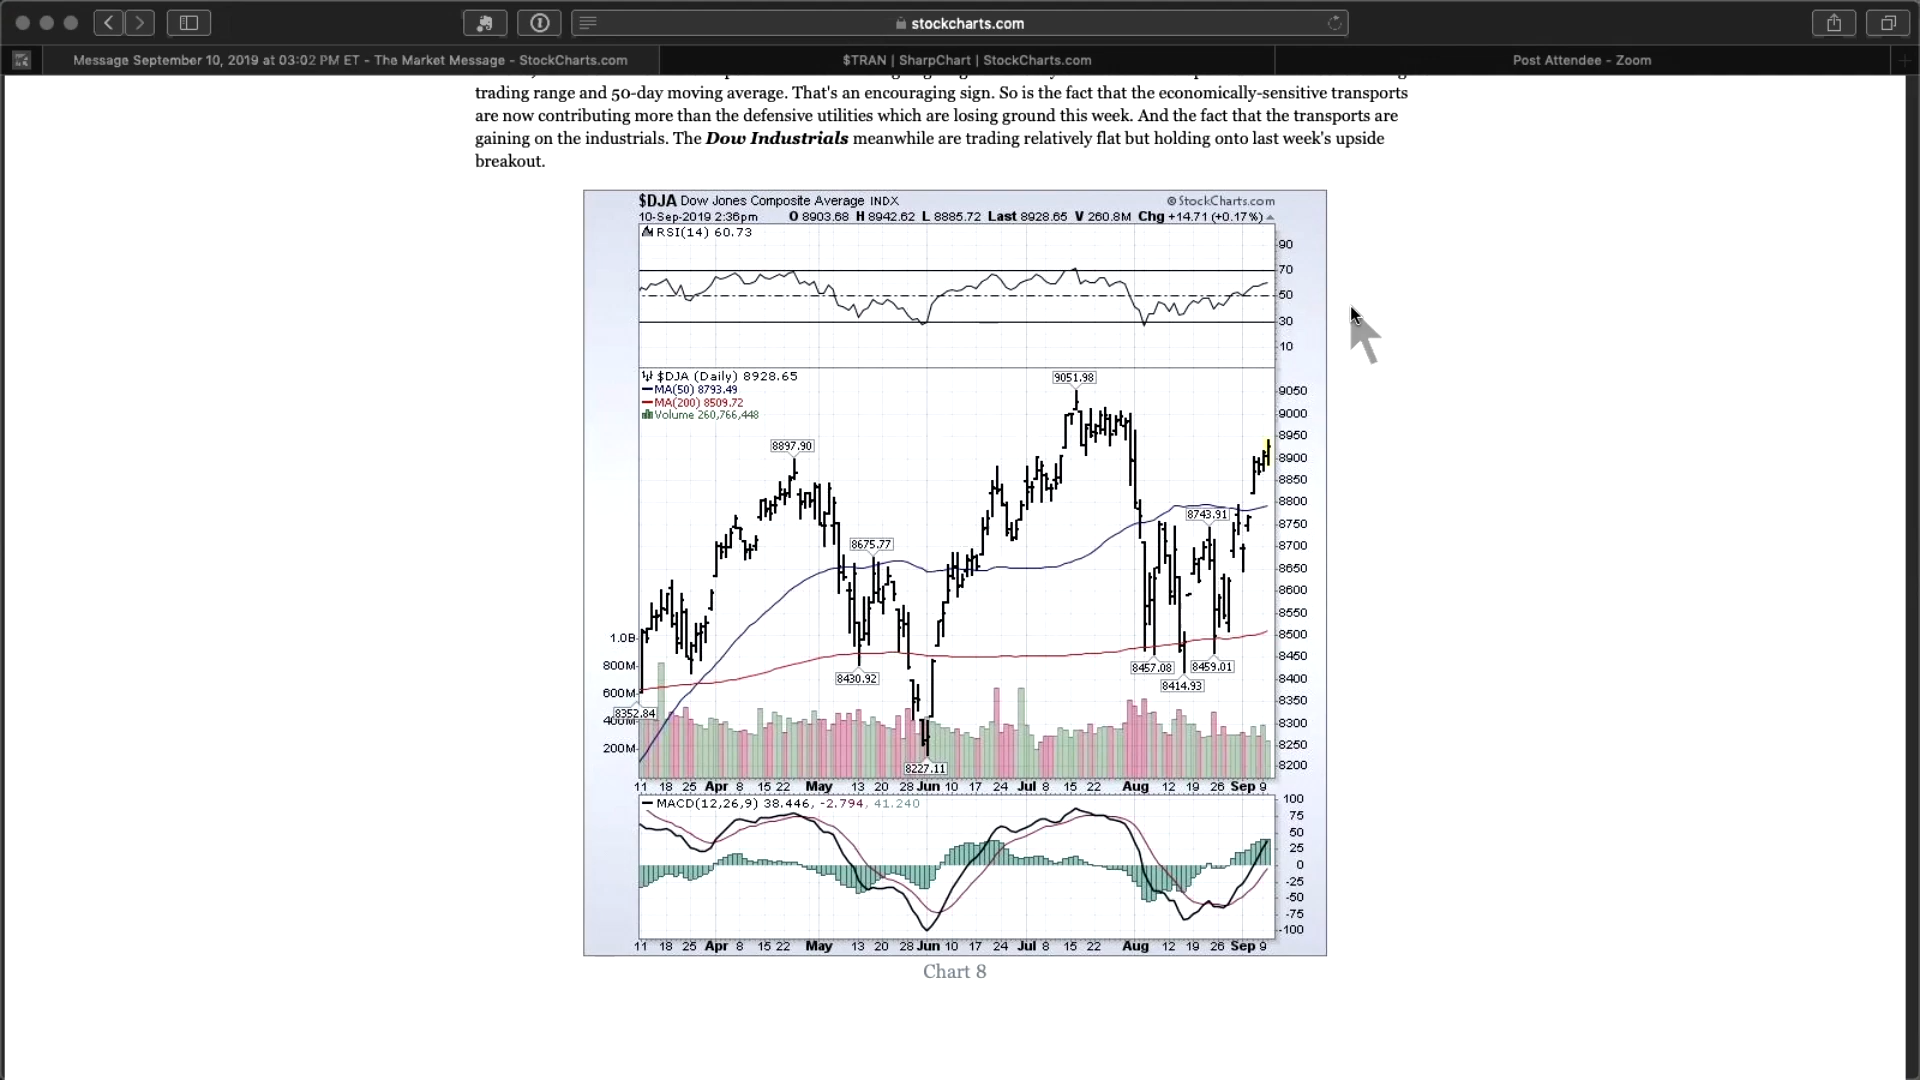 stockcharts.com
Message September 10, 2019 at 03:02 PM ET - The Market Message - StockCharts.com
$TRAN | SharpChart | StockCharts.com
Post Attendee - Zoom
trading range and 50-day moving average. That's an encouraging sign. So is the fact that the economically-sensitive transports
are now contributing more than the defensive utilities which are losing ground this week. And the fact that the transports are
gaining on the industrials. The Dow Industrials meanwhile are trading relatively flat but holding onto last week's upside
breakout.
$DJA Dow Jones Composite Average INDX
© StockCharts.com
10-Sep-2019 2:36pm O 8903.68 H 8942.62 L 8885.72 Last 8928.65 V 260.8M Chg +14.71 (+0.17%)
RSI(14) 60.73
90
70
50
30
10
$DJA (Daily) 8928.65
MA(50) 8793.49
MA(200) 8509.72
Volume 260,766,448
9051.98
8897.90
8743.91
8675.77
8457.08
8459.01
8430.92
8414.93
8352.84
8227.11
9050
9000
8950
8900
8850
8800
8750
8700
8650
8600
8550
8500
8450
8400
8350
8300
8250
8200
1.0B
800M
600M
400M
200M
11 18 25 Apr 8 15 22 May 13 20 28 Jun 10 17 24 Jul 8 15 22 Aug 12 19 26 Sep 9
MACD(12,26,9) 38.446, -2.794, 41.240
100
75
50
25
0
-25
-50
-75
-100
11 18 25 Apr 8 15 22 May 13 20 28 Jun 10 17 24 Jul 8 15 22 Aug 12 19 26 Sep 9
Chart 8